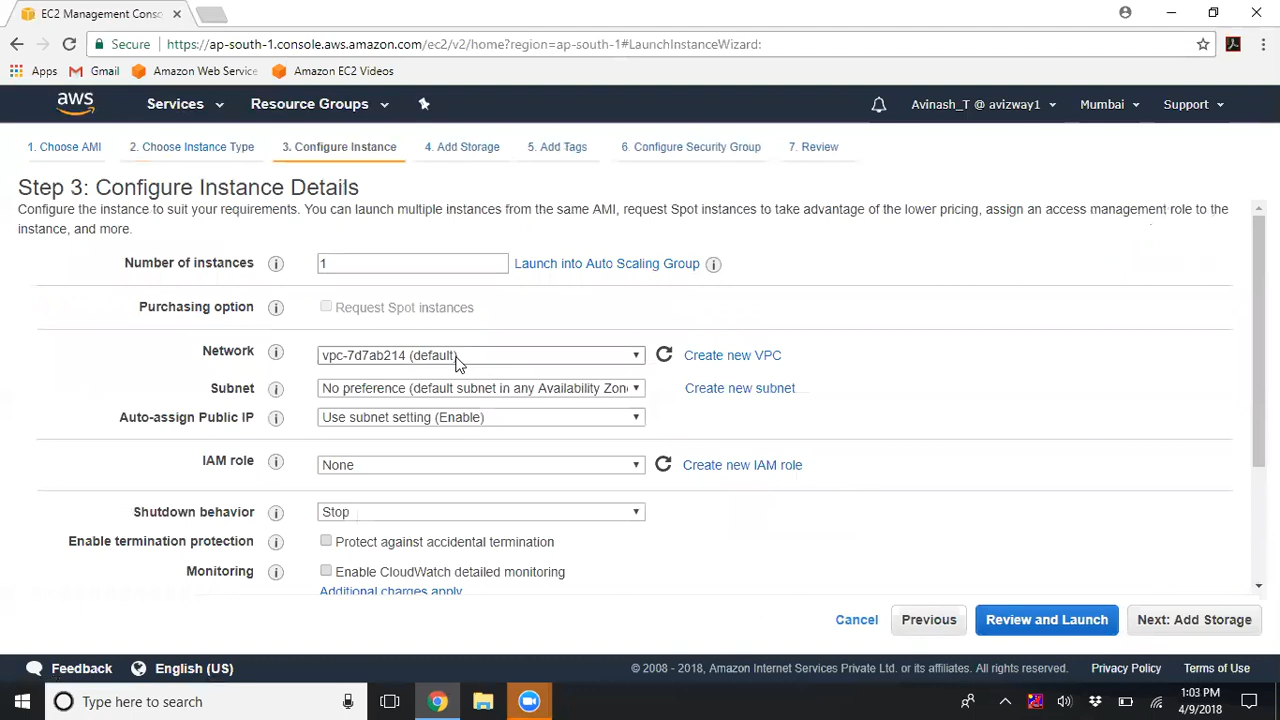 EC2 Management Conso
Secure
https://ap-south-1.console.aws.amazon.com/ec2/v2/home?region=ap-south-1#LaunchInstanceWizard:
Apps
Gmail
Amazon Web Service
Amazon EC2 Videos
aws
Services
Resource Groups
Avinash_T @ avizway1
Mumbai
Support
1. Choose AMI
2. Choose Instance Type
3. Configure Instance
4. Add Storage
5. Add Tags
6. Configure Security Group
7. Review
Step 3: Configure Instance Details
Configure the instance to suit your requirements. You can launch multiple instances from the same AMI, request Spot instances to take advantage of the lower pricing, assign an access management role to the
instance, and more.
Number of instances
1
Launch into Auto Scaling Group
Purchasing option
Request Spot instances
Network
vpc-7d7ab214 (default)
Create new VPC
Subnet
No preference (default subnet in any Availability Zon
Create new subnet
Auto-assign Public IP
Use subnet setting (Enable)
IAM role
None
Create new IAM role
Shutdown behavior
Stop
Enable termination protection
Protect against accidental termination
Monitoring
Enable CloudWatch detailed monitoring
Additional charges apply.
Cancel
Previous
Review and Launch
Next: Add Storage
Feedback
English (US)
© 2008 - 2018, Amazon Internet Services Private Ltd. or its affiliates. All rights reserved.
Privacy Policy
Terms of Use
Type here to search
1:03 PM
4/9/2018